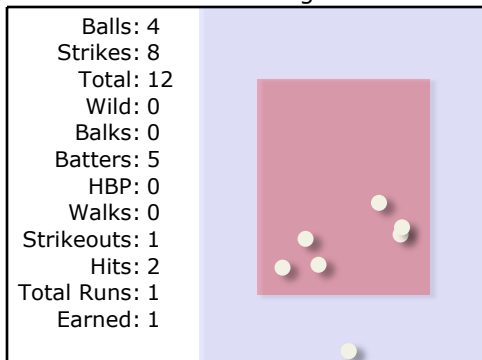 Balls: 4
Strikes: 8
Total: 12
Wild: 0
Balks: 0
Batters: 5
HBP: 0
Walks: 0
Strikeouts: 1
Hits: 2
Total Runs: 1
Earned: 1